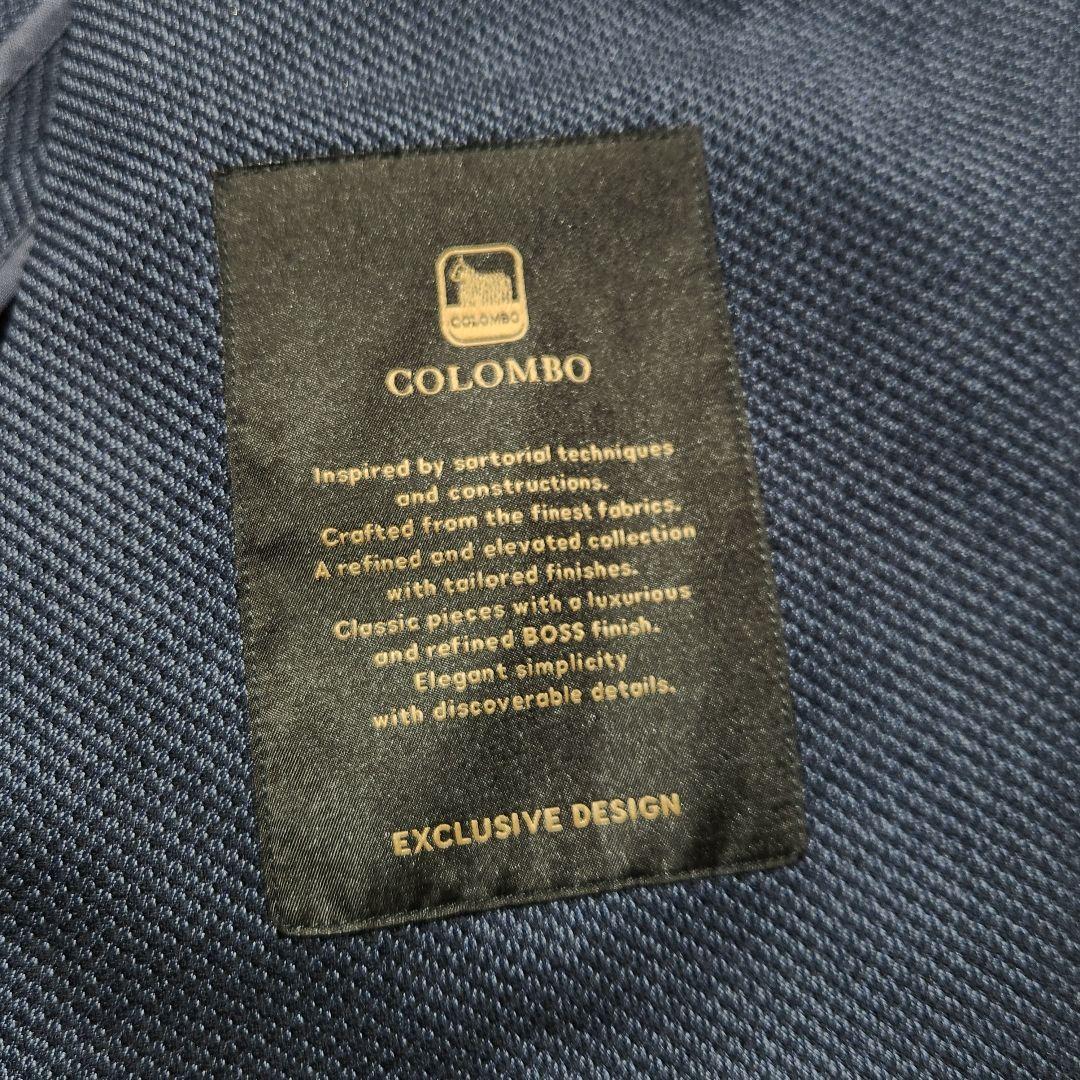 COLOMBO
COLOMBO
Inspired by sartorial techniques
and constructions.
Crafted from the finest fabrics.
A refined and elevated collection
with tailored finishes.
Classic pieces with a luxurious
and refined BOSS finish.
Elegant simplicity
with discoverable details.
EXCLUSIVE DESIGN